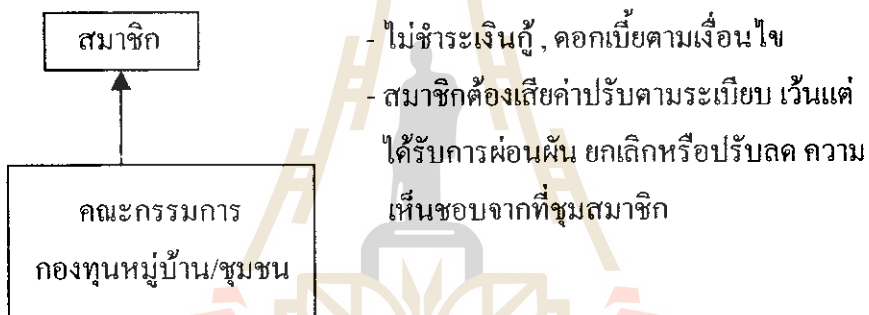 สมาชิก
- ไม่ชำระเงินกู้ , ดอกเบี้ยตามเงื่อนไข
- สมาชิกต้องเสียค่าปรับตามระเบียบ เว้นแต่
ได้รับการผ่อนผัน ยกเลิกหรือปรับลด ความ
เห็นชอบจากที่ชุมสมาชิก
คณะกรรมการ
กองทุนหมู่บ้าน/ชุมชน